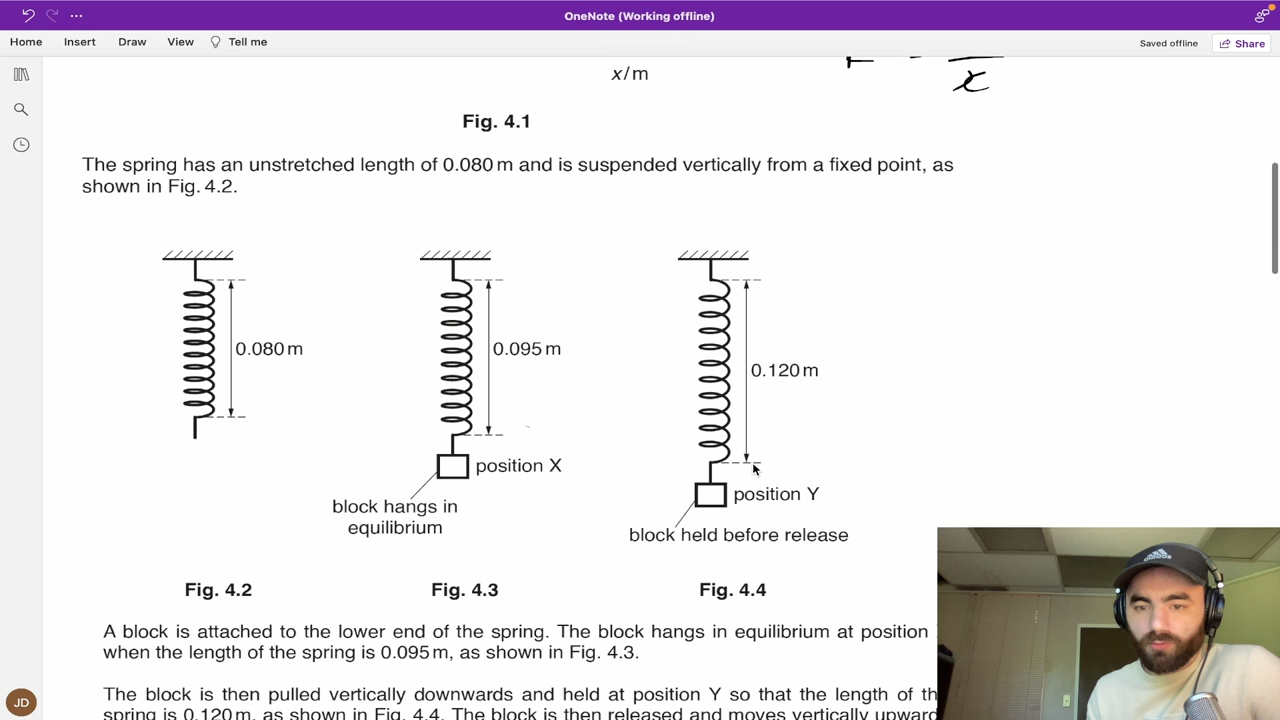 OneNote (Working offline)
Home Insert Draw View Tell me
Saved offline Share
x/m
x
Fig. 4.1
The spring has an unstretched length of 0.080 m and is suspended vertically from a fixed point, as
shown in Fig. 4.2.
0.080 m
0.095 m
0.120 m
position X
position Y
block hangs in
equilibrium
block held before release
Fig. 4.2
Fig. 4.3
Fig. 4.4
A block is attached to the lower end of the spring. The block hangs in equilibrium at position
when the length of the spring is 0.095 m, as shown in Fig. 4.3.
The block is then pulled vertically downwards and held at position Y so that the length of th
spring is 0.120 m, as shown in Fig. 4.4. The block is then released and moves vertically upward
JD